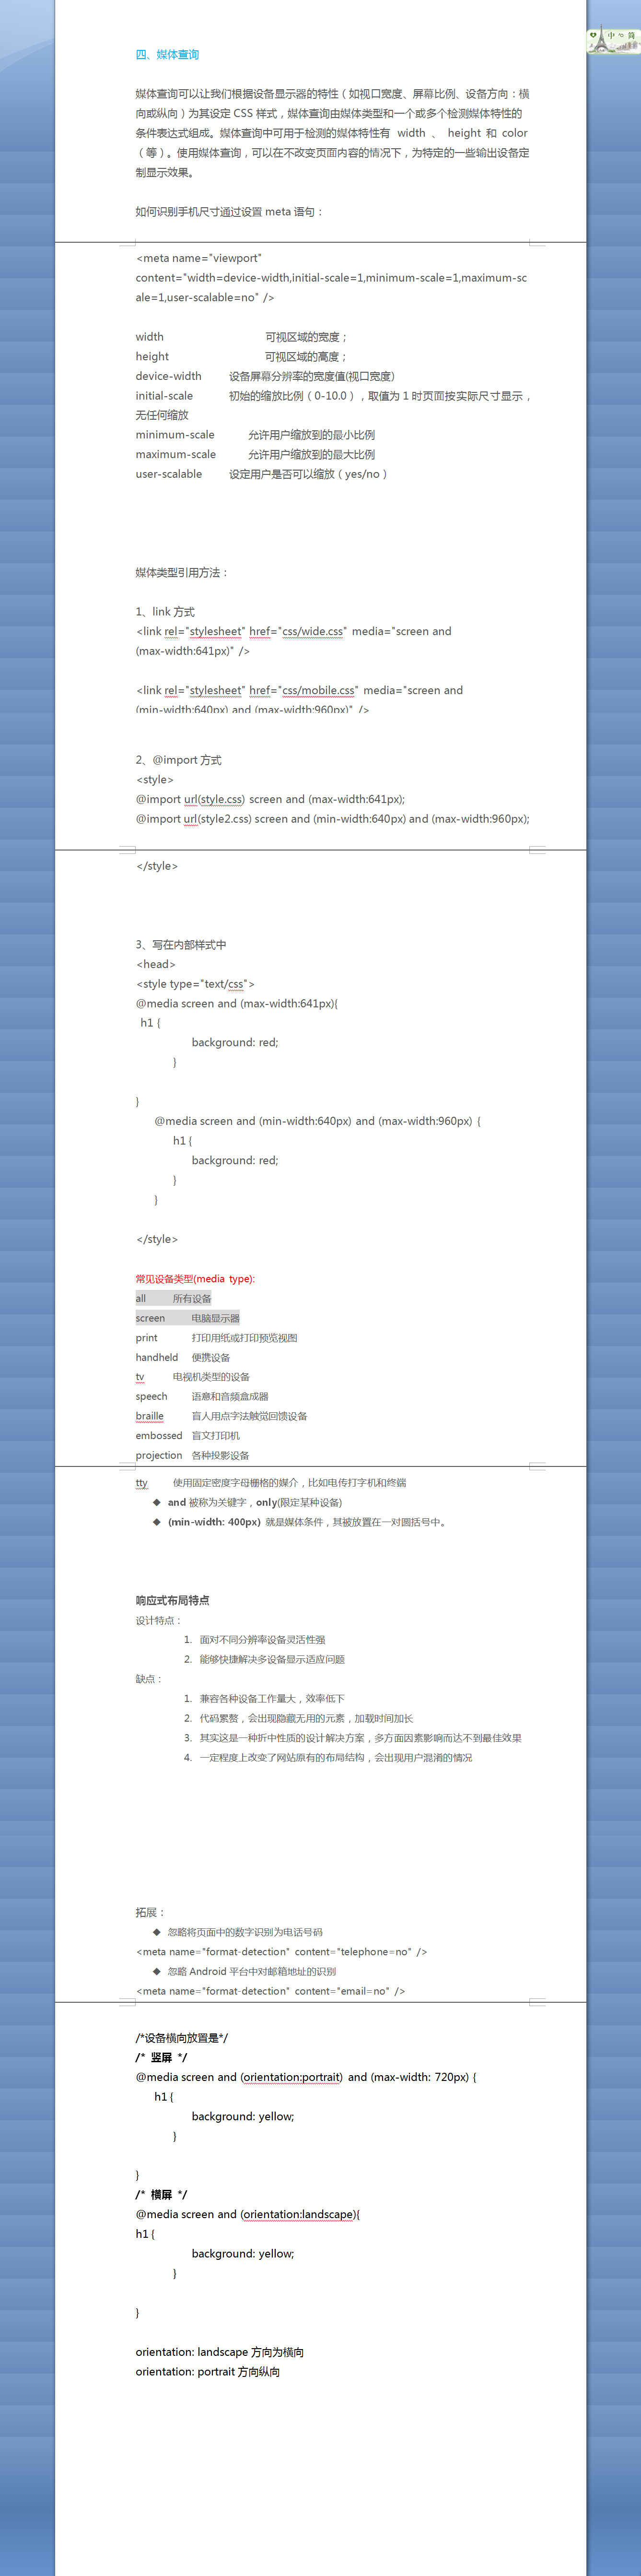 中 简
四、媒体查询
媒体查询可以让我们根据设备显示器的特性（如视口宽度、屏幕比例、设备方向：横
向或纵向）为其设定 CSS 样式，媒体查询由媒体类型和一个或多个检测媒体特性的
条件表达式组成。媒体查询中可用于检测的媒体特性有 width 、 height 和 color
（等）。使用媒体查询，可以在不改变页面内容的情况下，为特定的一些输出设备定
制显示效果。
如何识别手机尺寸通过设置 meta 语句：
<meta name="viewport"
content="width=device-width,initial-scale=1,minimum-scale=1,maximum-sc
ale=1,user-scalable=no" />
width 可视区域的宽度；
height 可视区域的高度；
device-width 设备屏幕分辨率的宽度值(视口宽度)
initial-scale 初始的缩放比例（0-10.0），取值为 1 时页面按实际尺寸显示，
无任何缩放
minimum-scale 允许用户缩放到的最小比例
maximum-scale 允许用户缩放到的最大比例
user-scalable 设定用户是否可以缩放（yes/no）
媒体类型引用方法：
1、link 方式
<link rel="stylesheet" href="css/wide.css" media="screen and
(max-width:641px)" />
<link rel="stylesheet" href="css/mobile.css" media="screen and
(min-width:640px) and (max-width:960px)" />
2、@import 方式
<style>
@import url(style.css) screen and (max-width:641px);
@import url(style2.css) screen and (min-width:640px) and (max-width:960px);
</style>
3、写在内部样式中
<head>
<style type="text/css">
@media screen and (max-width:641px){
h1 {
background: red;
}
}
@media screen and (min-width:640px) and (max-width:960px) {
h1 {
background: red;
}
}
</style>
常见设备类型(media type):
all 所有设备
screen 电脑显示器
print 打印用纸或打印预览视图
handheld 便携设备
tv 电视机类型的设备
speech 语意和音频盒成器
braille 盲人用点字法触觉回馈设备
embossed 盲文打印机
projection 各种投影设备
tty 使用固定密度字母栅格的媒介，比如电传打字机和终端
◆ and 被称为关键字，only(限定某种设备)
◆ (min-width: 400px) 就是媒体条件，其被放置在一对圆括号中。
响应式布局特点
设计特点：
1. 面对不同分辨率设备灵活性强
2. 能够快捷解决多设备显示适应问题
缺点：
1. 兼容各种设备工作量大，效率低下
2. 代码累赘，会出现隐藏无用的元素，加载时间加长
3. 其实这是一种折中性质的设计解决方案，多方面因素影响而达不到最佳效果
4. 一定程度上改变了网站原有的布局结构，会出现用户混淆的情况
拓展：
◆ 忽略将页面中的数字识别为电话号码
<meta name="format-detection" content="telephone=no" />
◆ 忽略 Android 平台中对邮箱地址的识别
<meta name="format-detection" content="email=no" />
/*设备横向放置是*/
/* 竖屏 */
@media screen and (orientation:portrait) and (max-width: 720px) {
h1 {
background: yellow;
}
}
/* 横屏 */
@media screen and (orientation:landscape){
h1 {
background: yellow;
}
}
orientation: landscape 方向为横向
orientation: portrait 方向纵向